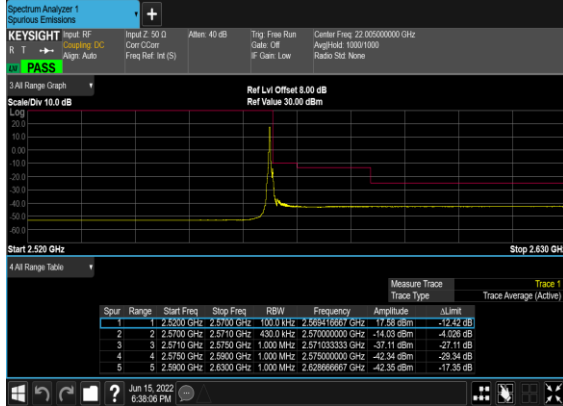 Spectrum Analyzer 1
Spurious Emissions
+
KEYSIGHT Input: RF Input Z: 50 Ω Atten: 40 dB Trig: Free Run Center Freq: 22.005000000 GHz
R T Coupling: DC Corr CCorr Gate: Off Avg|Hold: 1000/1000
Align: Auto Freq Ref: Int (S) IF Gain: Low Radio Std: None
PASS
3 All Range Graph
Ref Lvl Offset 8.00 dB
Scale/Div 10.0 dB Ref Value 30.00 dBm
Log
20.0
10.0
0.00
-10.0
-20.0
-30.0
-40.0
-50.0
-60.0
Start 2.520 GHz Stop 2.630 GHz
4 All Range Table
Measure Trace Trace 1
Trace Type Trace Average (Active)
Spur Range Start Freq Stop Freq RBW Frequency Amplitude ΔLimit
1 1 2.5200 GHz 2.5700 GHz 100.0 kHz 2.569416667 GHz 17.58 dBm -12.42 dB
2 2 2.5700 GHz 2.5710 GHz 430.0 kHz 2.570000000 GHz -14.03 dBm -4.026 dB
3 3 2.5710 GHz 2.5750 GHz 1.000 MHz 2.571033333 GHz -37.11 dBm -27.11 dB
4 4 2.5750 GHz 2.5900 GHz 1.000 MHz 2.575000000 GHz -42.34 dBm -29.34 dB
5 5 2.5900 GHz 2.6300 GHz 1.000 MHz 2.628666667 GHz -42.35 dBm -17.35 dB
? Jun 15, 2022
6:38:06 PM